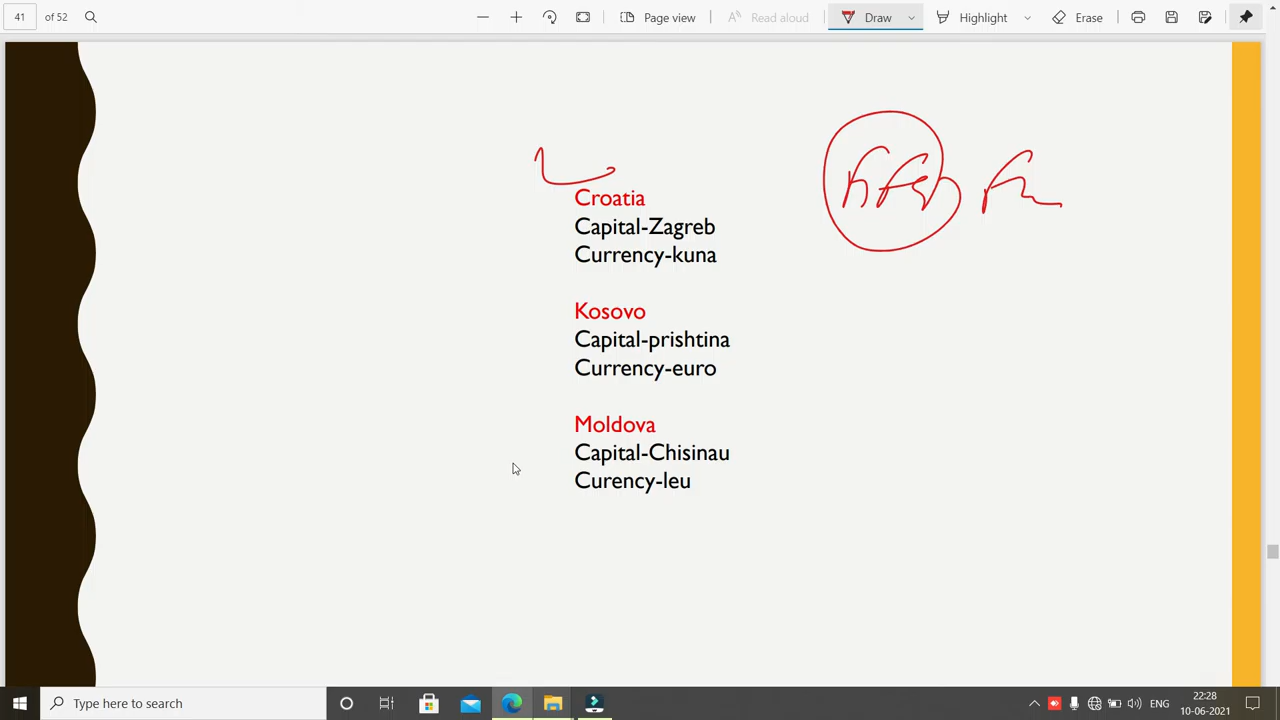 41 of 52 Page view Read aloud Draw Highlight Erase
Croatia
Capital-Zagreb
Currency-kuna
Kosovo
Capital-prishtina
Currency-euro
Moldova
Capital-Chisinau
Curency-leu
Type here to search
ENG
22:28
10-06-2021